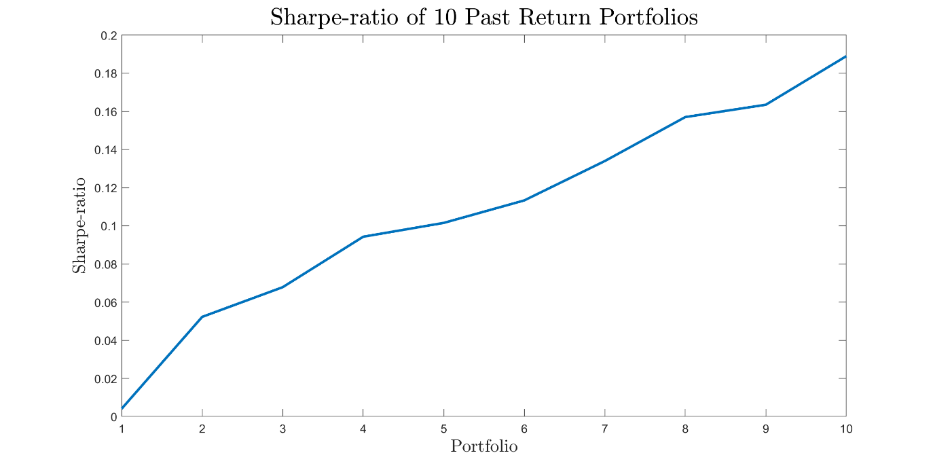 Sharpe-ratio of 10 Past Return Portfolios
0.2
0.18
0.16
0.14
0.12
0.1
0.08
0.06
0.04
0.02
0
Sharpe-ratio
1 2 3 4 5 6 7 8 9 10
Portfolio